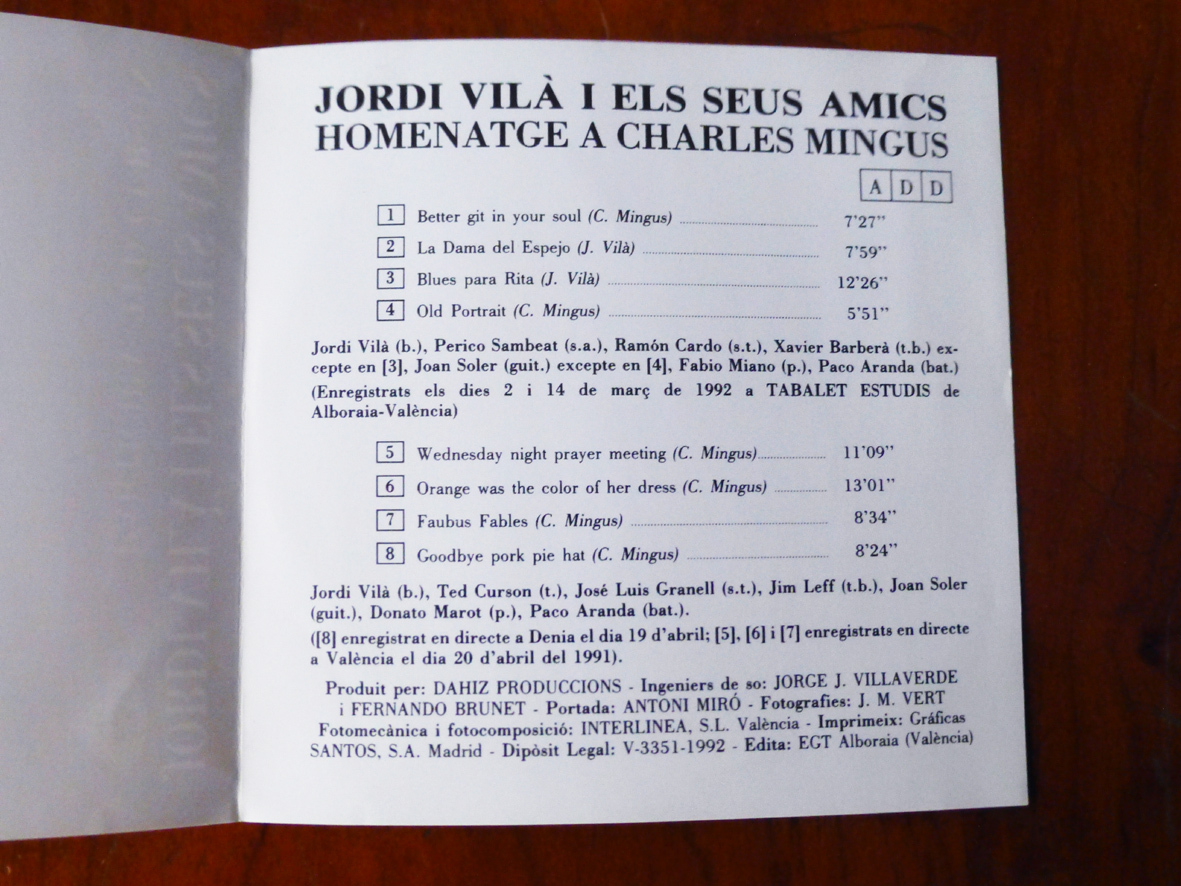 JORDI VILÀ I ELS SEUS AMICS
HOMENATGE A CHARLES MINGUS
A D D
1 Better git in your soul (C. Mingus) 7'27"
2 La Dama del Espejo (J. Vilà) 7'59"
3 Blues para Rita (J. Vilà) 12'26"
4 Old Portrait (C. Mingus) 5'51"
Jordi Vilà (b.), Perico Sambeat (s.a.), Ramón Cardo (s.t.), Xavier Barberà (t.b.) ex-
cepte en [3], Joan Soler (guit.) excepte en [4], Fabio Miano (p.), Paco Aranda (bat.)
(Enregistrats els dies 2 i 14 de març de 1992 a TABALET ESTUDIS de
Alboraia-València)
5 Wednesday night prayer meeting (C. Mingus) 11'09"
6 Orange was the color of her dress (C. Mingus) 13'01"
7 Faubus Fables (C. Mingus) 8'34"
8 Goodbye pork pie hat (C. Mingus) 8'24"
Jordi Vilà (b.), Ted Curson (t.), José Luis Granell (s.t.), Jim Leff (t.b.), Joan Soler
(guit.), Donato Marot (p.), Paco Aranda (bat.).
([8] enregistrat en directe a Denia el dia 19 d'abril; [5], [6] i [7] enregistrats en directe
a València el dia 20 d'abril del 1991).
Produit per: DAHIZ PRODUCCIONS - Ingeniers de so: JORGE J. VILLAVERDE
i FERNANDO BRUNET - Portada: ANTONI MIRÓ - Fotografies: J. M. VERT
Fotomecànica i fotocomposició: INTERLINEA, S.L. València - Imprimeix: Gráficas
SANTOS, S.A. Madrid - Dipòsit Legal: V-3351-1992 - Edita: EGT Alboraia (València)